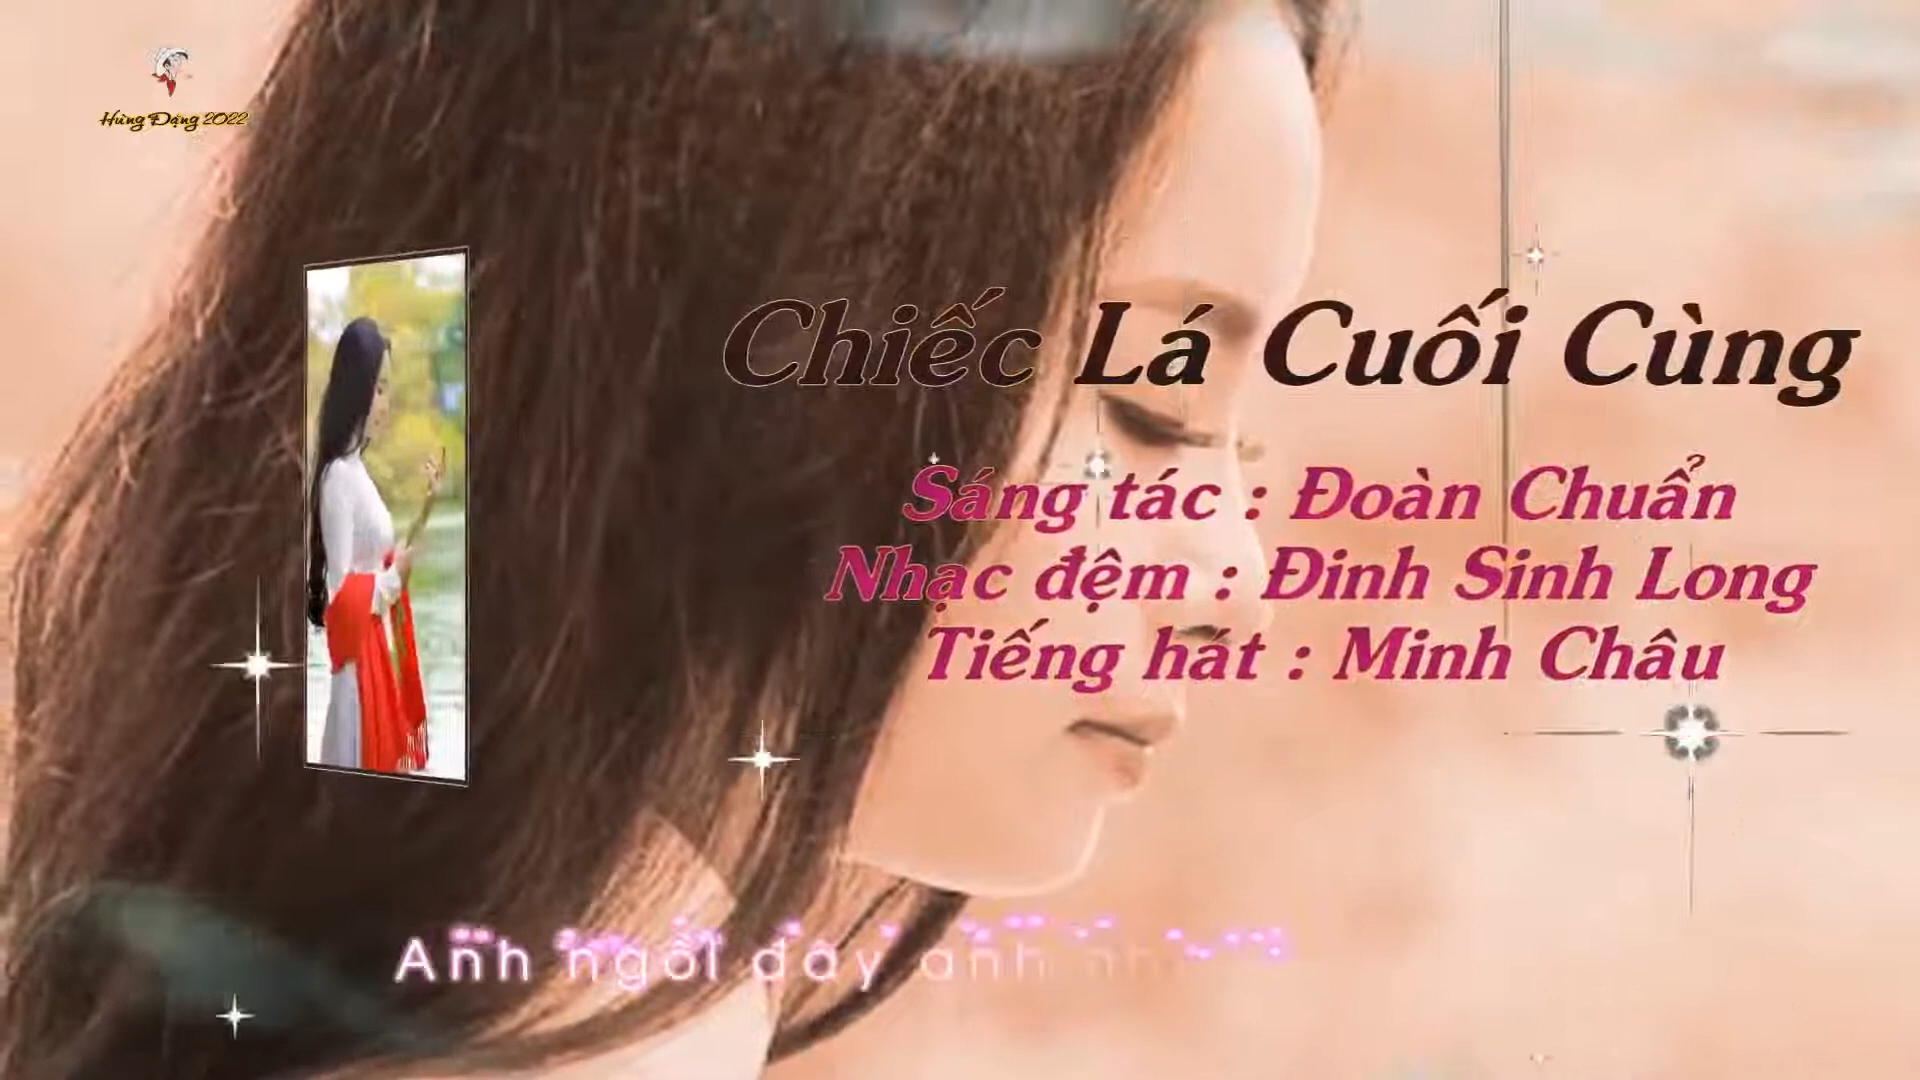 Hưng Đặng 2022
Chiếc Lá Cuối Cùng
Sáng tác : Đoàn Chuẩn
Nhạc đệm : Đinh Sinh Long
Tiếng hát : Minh Châu
Anh ngồi đây anh